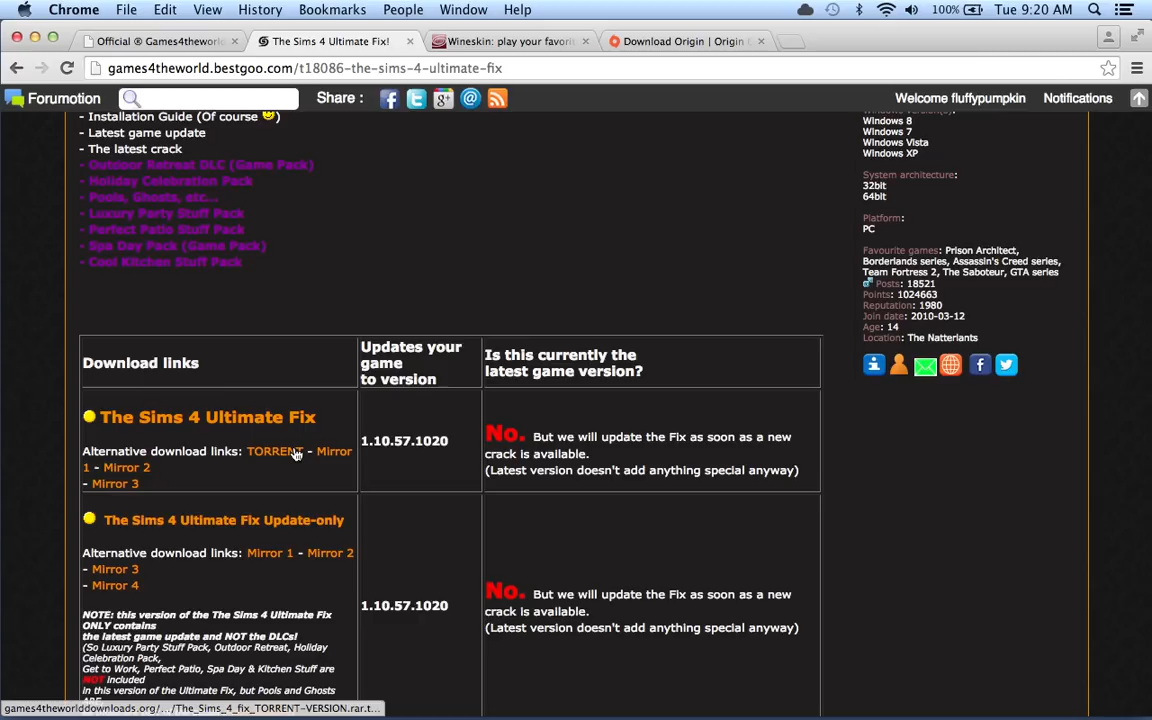 Chrome File Edit View History Bookmarks People Window Help 100% Tue 9:20 AM
Official ® Games4theworl
The Sims 4 Ultimate Fix!
Wineskin: play your favorit
Download Origin | Origin G
games4theworld.bestgoo.com/t18086-the-sims-4-ultimate-fix
Forumotion Share : Welcome fluffypumpkin Notifications
- Installation Guide (Of course )
- Latest game update
- The latest crack
- Outdoor Retreat DLC (Game Pack)
- Holiday Celebration Pack
- Pools, Ghosts, etc...
- Luxury Party Stuff Pack
- Perfect Patio Stuff Pack
- Spa Day Pack (Game Pack)
- Cool Kitchen Stuff Pack
Download links
Updates your
game
to version
Is this currently the
latest game version?
The Sims 4 Ultimate Fix
Alternative download links: TORRENT - Mirror
1 - Mirror 2
- Mirror 3
1.10.57.1020
No. But we will update the Fix as soon as a new
crack is available.
(Latest version doesn't add anything special anyway)
The Sims 4 Ultimate Fix Update-only
Alternative download links: Mirror 1 - Mirror 2
- Mirror 3
- Mirror 4
NOTE: this version of the The Sims 4 Ultimate Fix
ONLY contains
the latest game update and NOT the DLCs!
(So Luxury Party Stuff Pack, Outdoor Retreat, Holiday
Celebration Pack,
Get to Work, Perfect Patio, Spa Day & Kitchen Stuff are
NOT Included
in this version of the Ultimate Fix, but Pools and Ghosts
1.10.57.1020
No. But we will update the Fix as soon as a new
crack is available.
(Latest version doesn't add anything special anyway)
Windows 8
Windows 7
Windows Vista
Windows XP
System architecture:
32bit
64bit
Platform:
PC
Favourite games: Prison Architect,
Borderlands series, Assassin's Creed series,
Team Fortress 2, The Saboteur, GTA series
Posts: 18521
Points: 1024663
Reputation: 1980
Join date: 2010-03-12
Age: 14
Location: The Natterlants
games4theworlddownloads.org/.../The_Sims_4_fix_TORRENT-VERSION.rar.t...